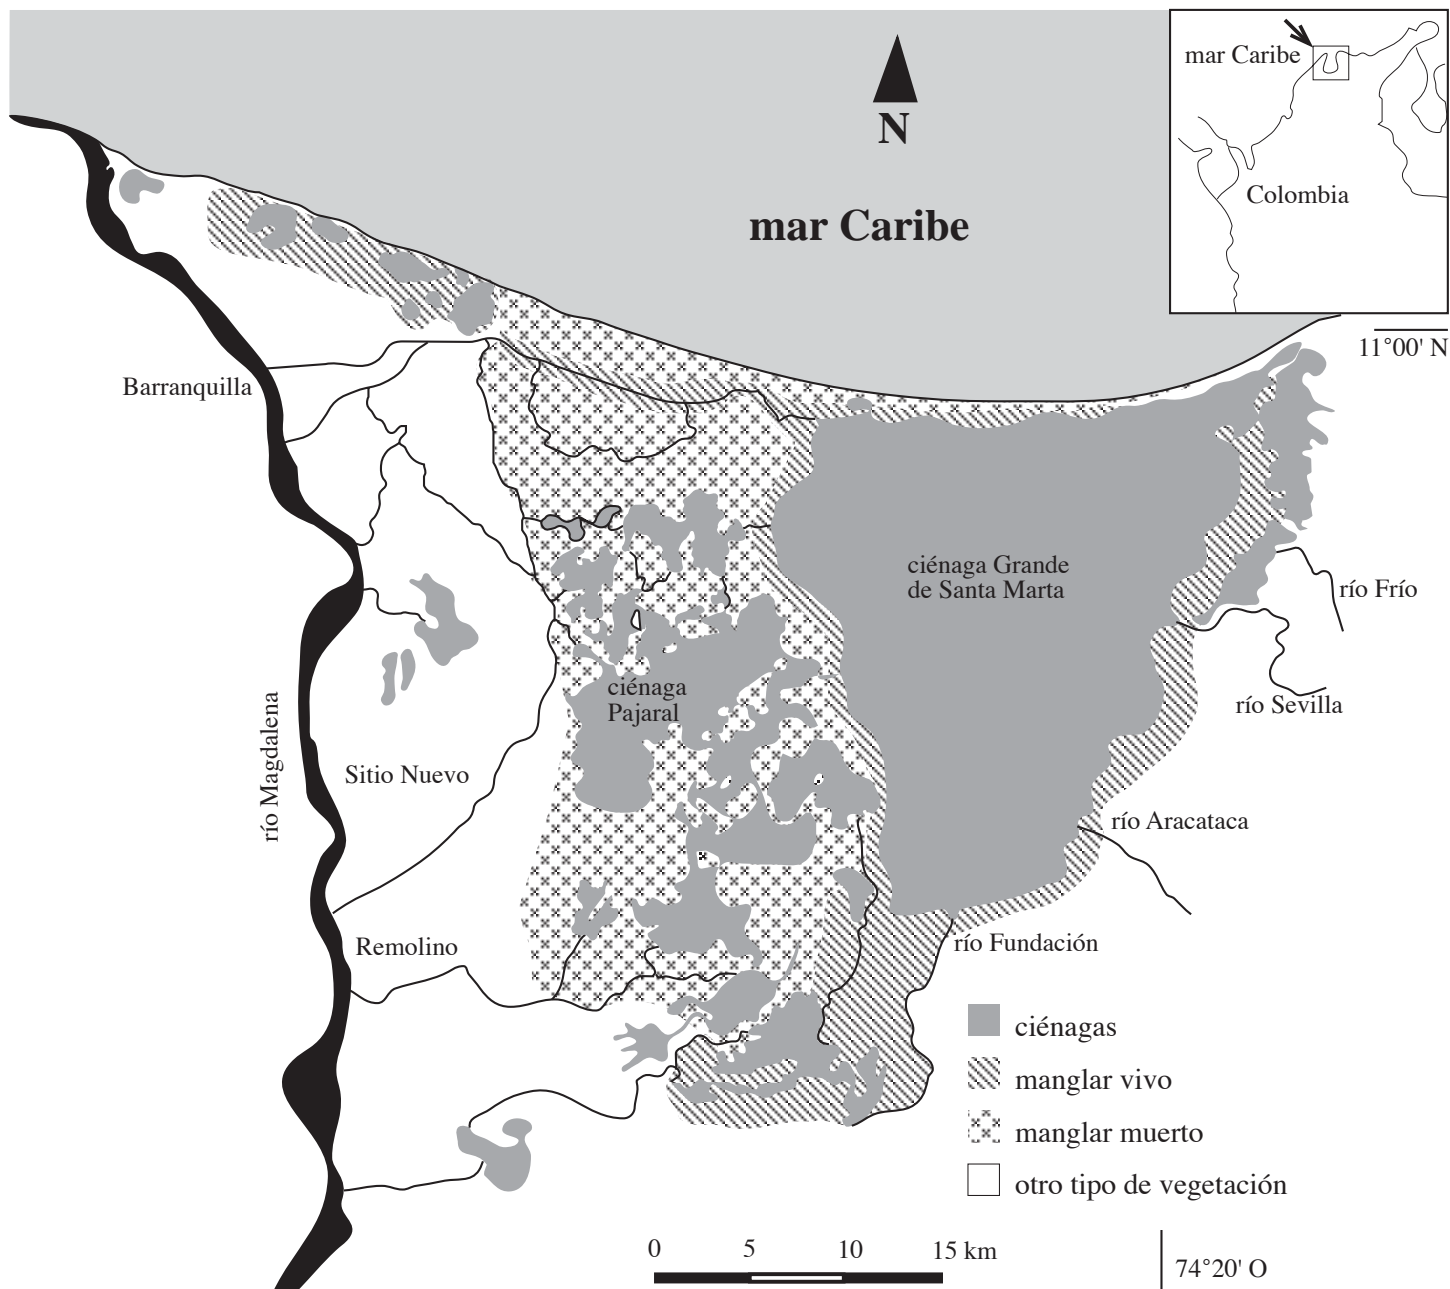 mar Caribe
Colombia
N
mar Caribe
11°00' N
Barranquilla
ciénaga Grande
de Santa Marta
río Frío
ciénaga
Pajaral
río Sevilla
río Magdalena
Sitio Nuevo
río Aracataca
Remolino
río Fundación
ciénagas
manglar vivo
manglar muerto
otro tipo de vegetación
0 5 10 15 km
74°20' O